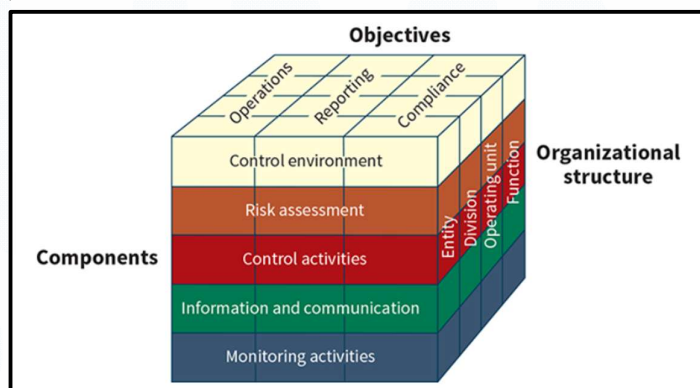 Objectives
Operations
Reporting
Compliance
Control environment
Risk assessment
Control activities
Information and communication
Monitoring activities
Components
Entity
Division
Operating unit
Function
Organizational
structure